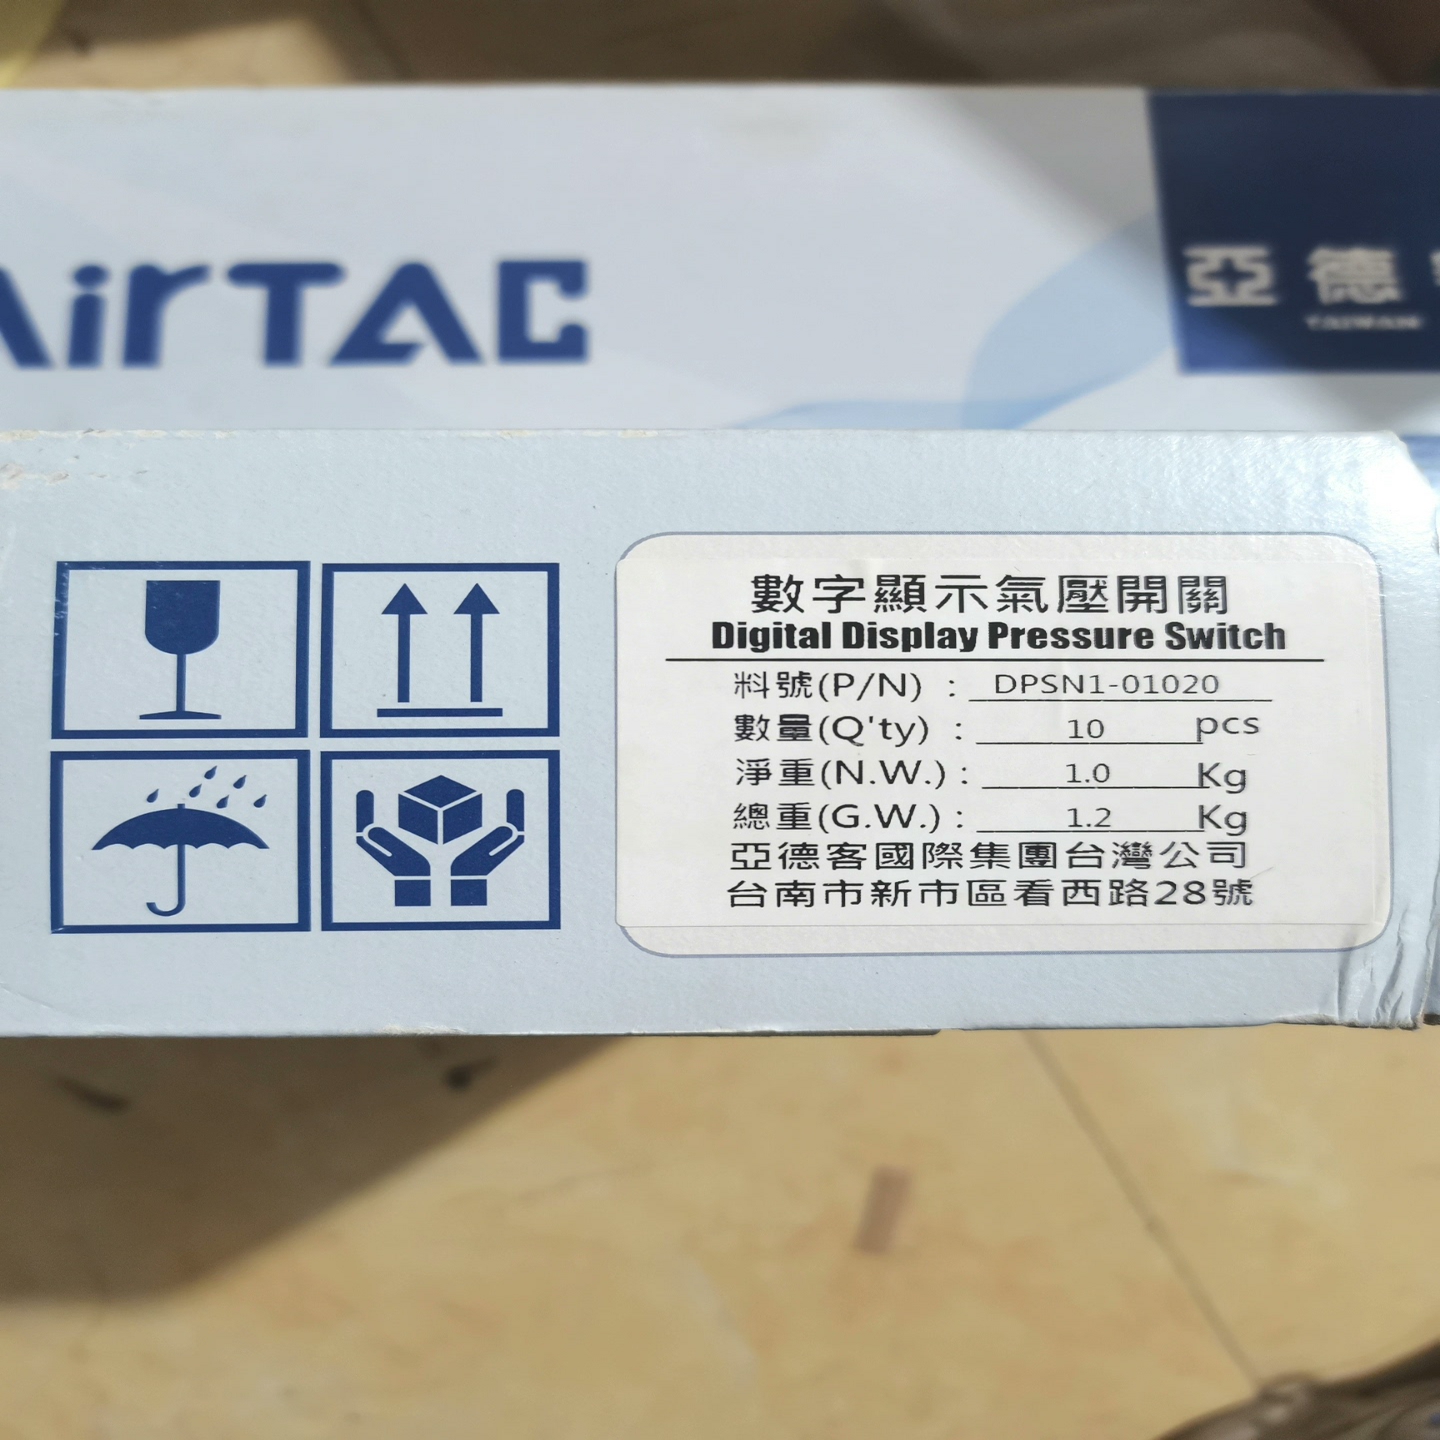 AirTAC
亞德
TAIWAN
數字顯示氣壓開關
Digital Display Pressure Switch
料號(P/N) : DPSN1-01020
數量(Q'ty) : 10 pcs
淨重(N.W.) : 1.0 Kg
總重(G.W.) : 1.2 Kg
亞德客國際集團台灣公司
台南市新市區看西路28號